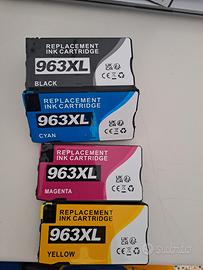 REPLACEMENT
INK CARTRIDGE
963XL
BLACK
REPLACEMENT
INK CARTRIDGE
963XL
CYAN
REPLACEMENT
INK CARTRIDGE
963XL
MAGENTA
REPLACEMENT
INK CARTRIDGE
963XL
YELLOW
subito